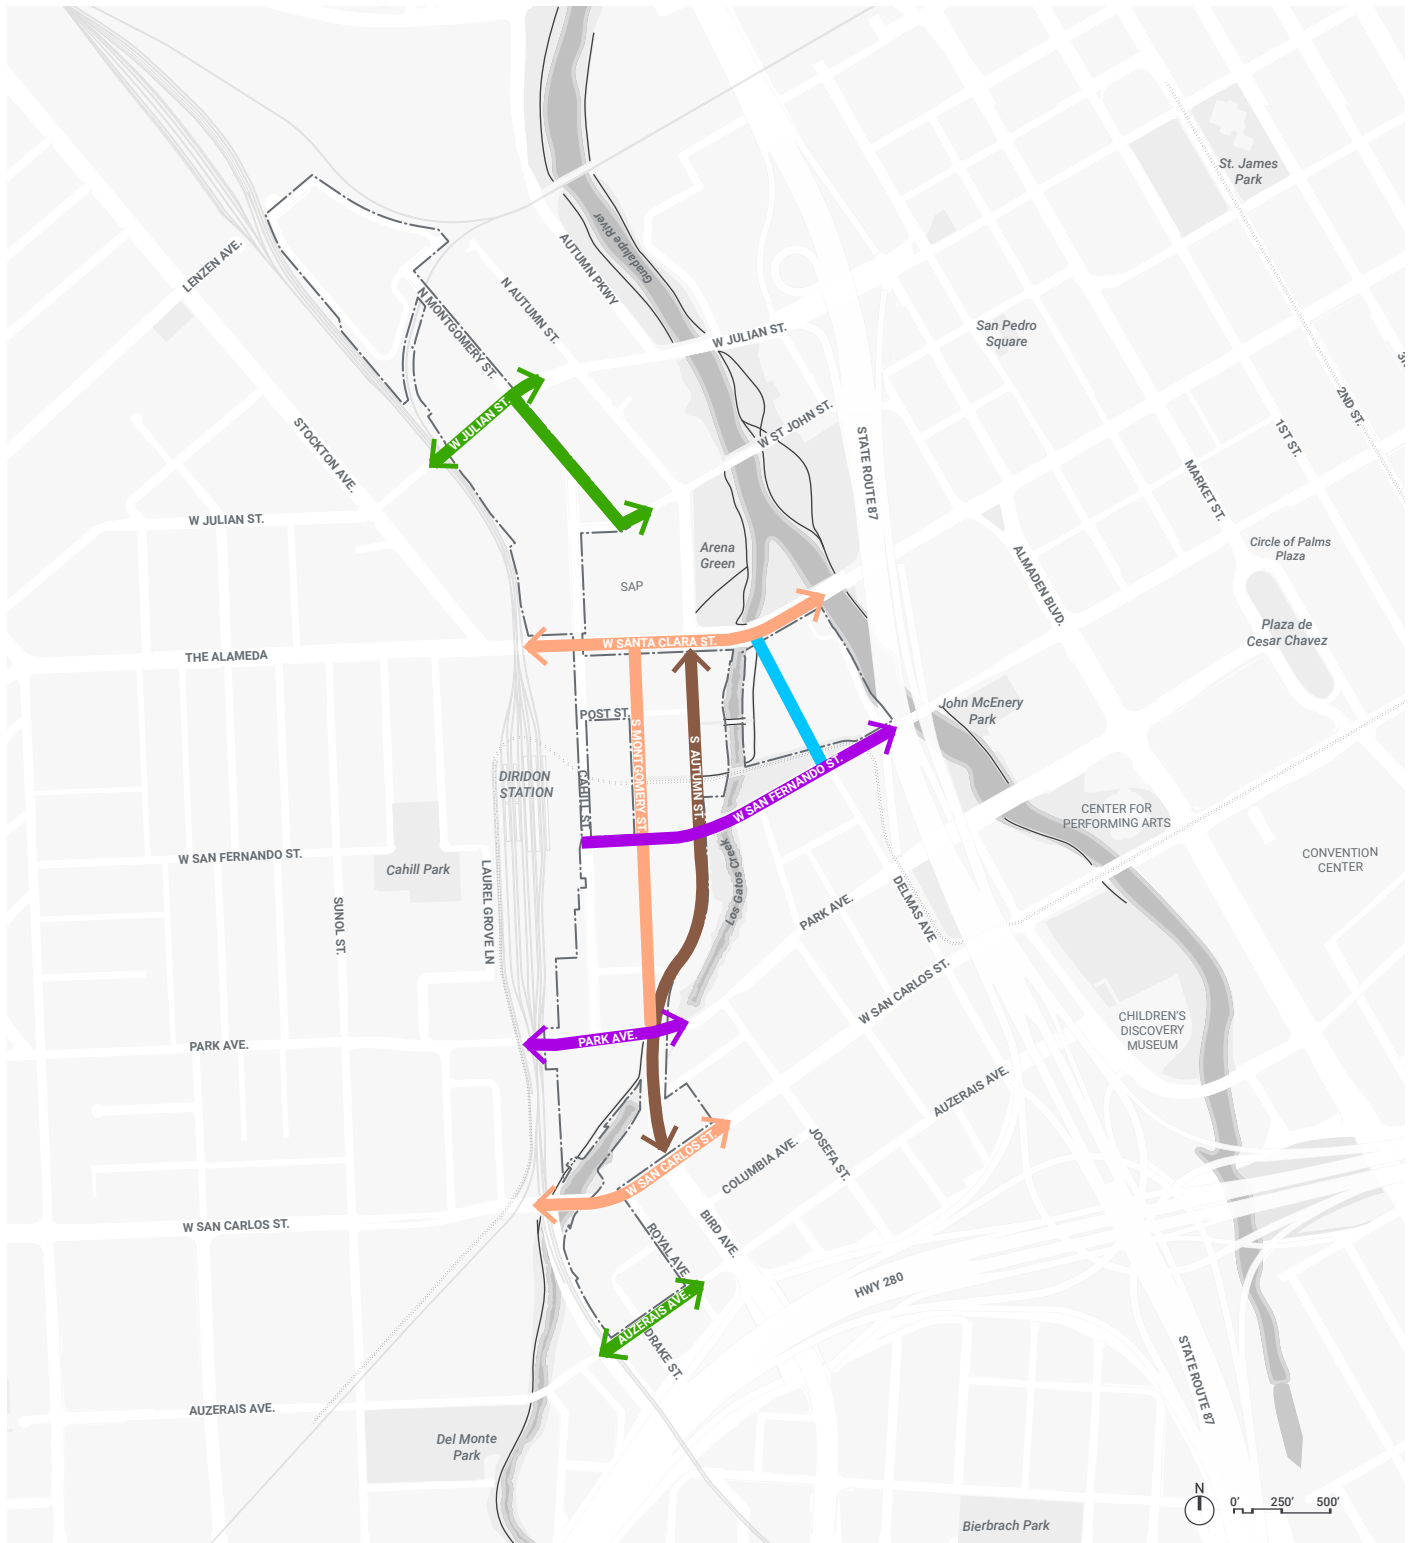 St. James
Park
Guadalupe River
AUTUMN PKWY
LENZEN AVE.
N AUTUMN ST.
N MONTGOMERY ST.
W JULIAN ST.
San Pedro
Square
2ND ST.
W JULIAN ST.
W ST JOHN ST.
1ST ST.
STOCKTON AVE.
STATE ROUTE 87
MARKET ST.
W JULIAN ST.
Arena
Green
Circle of Palms
Plaza
ALMADEN BLVD.
SAP
Plaza de
Cesar Chavez
W SANTA CLARA ST.
THE ALAMEDA
John McEnery
Park
POST ST.
S MONTGOMERY ST.
S AUTUMN ST.
CAHILL ST.
DIRIDON
STATION
W SAN FERNANDO ST.
CENTER FOR
PERFORMING ARTS
W SAN FERNANDO ST.
Cahill Park
Los Gatos Creek
CONVENTION
CENTER
SUNOL ST.
LAUREL GROVE LN
PARK AVE.
DELMAS AVE
W SAN CARLOS ST.
CHILDREN'S
DISCOVERY
MUSEUM
PARK AVE.
PARK AVE.
AUZERAIS AVE.
JOSEFA ST.
COLUMBIA AVE.
W SAN CARLOS ST.
W SAN CARLOS ST.
BIRD AVE.
ROYAL AVE.
HWY 280
AUZERAIS AVE.
DRAKE ST.
STATE ROUTE 87
AUZERAIS AVE.
Del Monte
Park
Bierbrach Park
N
0' 250' 500'